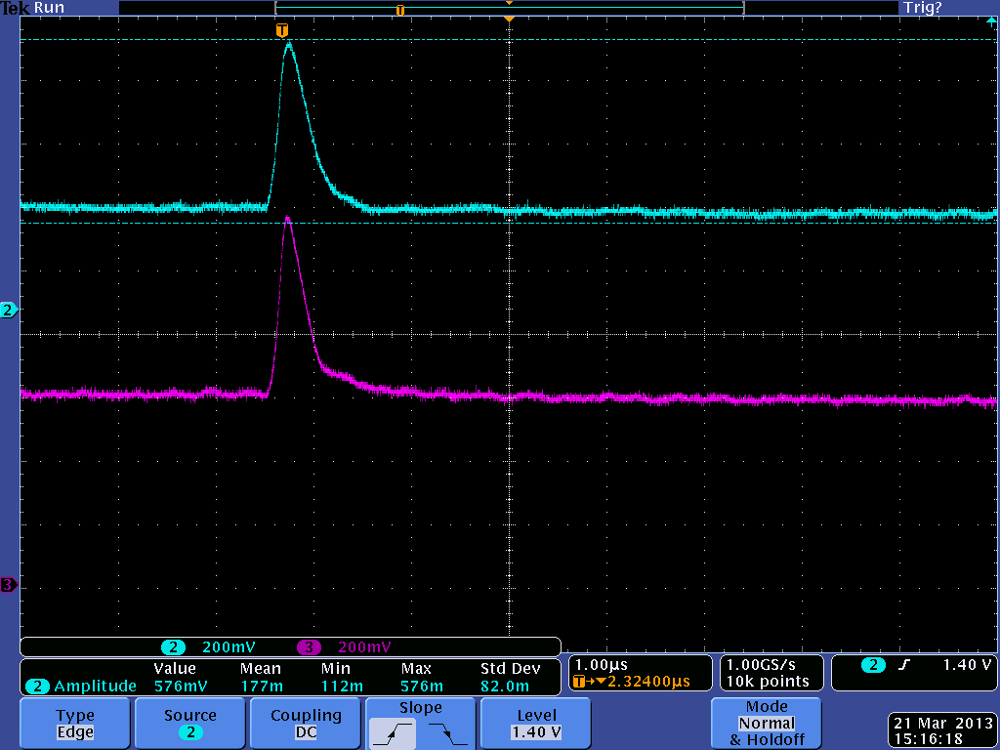 Tek Run Trig?
T
T
2
3
2 200mV 3 200mV
Value Mean Min Max Std Dev
2 Amplitude 576mV 177m 112m 576m 82.0m
1.00μs
T→▼2.32400μs
1.00GS/s
10k points
2 1.40 V
Type
Edge
Source
2
Coupling
DC
Slope
Level
1.40 V
Mode
Normal
& Holdoff
21 Mar 2013
15:16:18